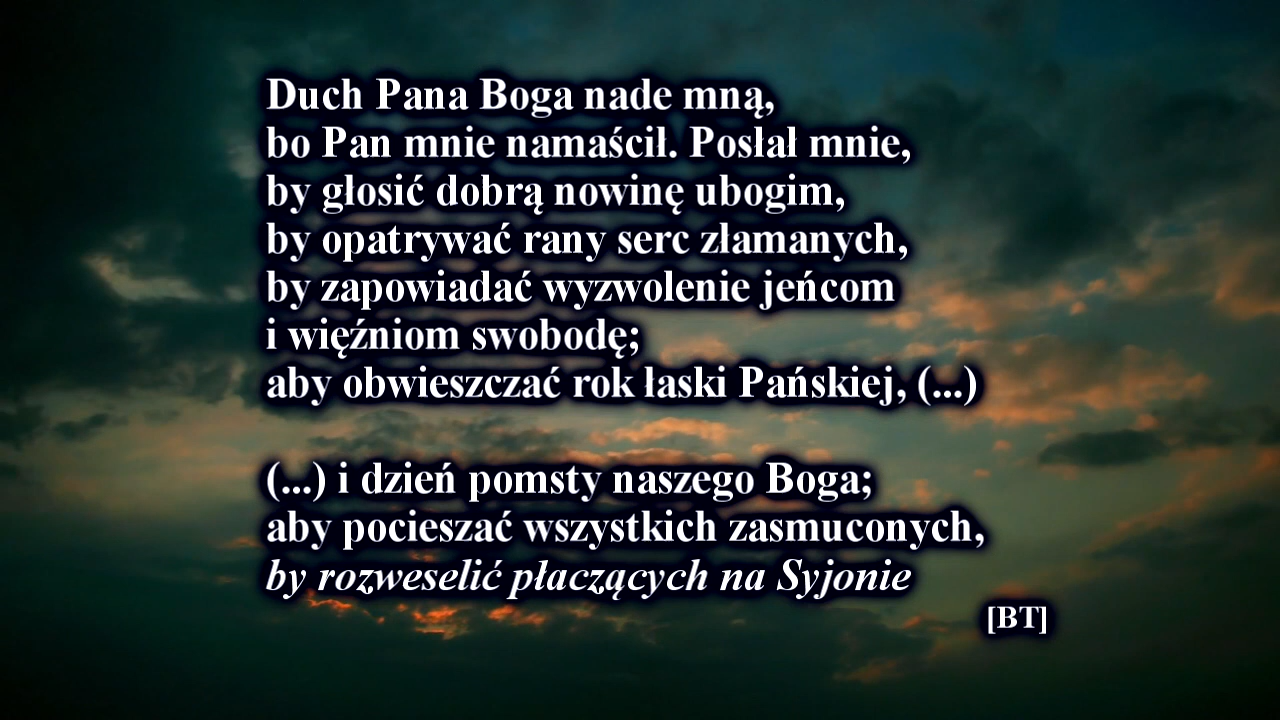 Duch Pana Boga nade mną,
bo Pan mnie namaścił. Posłał mnie,
by głosić dobrą nowinę ubogim,
by opatrywać rany serc złamanych,
by zapowiadać wyzwolenie jeńcom
i więźniom swobodę;
aby obwieszczać rok łaski Pańskiej, (...)
(...) i dzień pomsty naszego Boga;
aby pocieszać wszystkich zasmuconych,
by rozweselić płaczących na Syjonie
[BT]